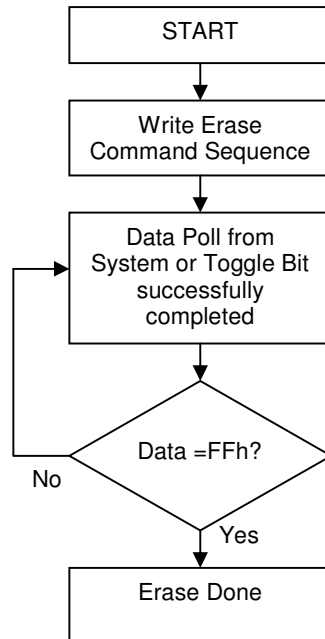 START
Write Erase
Command Sequence
Data Poll from
System or Toggle Bit
successfully
completed
Data =FFh?
No
Yes
Erase Done